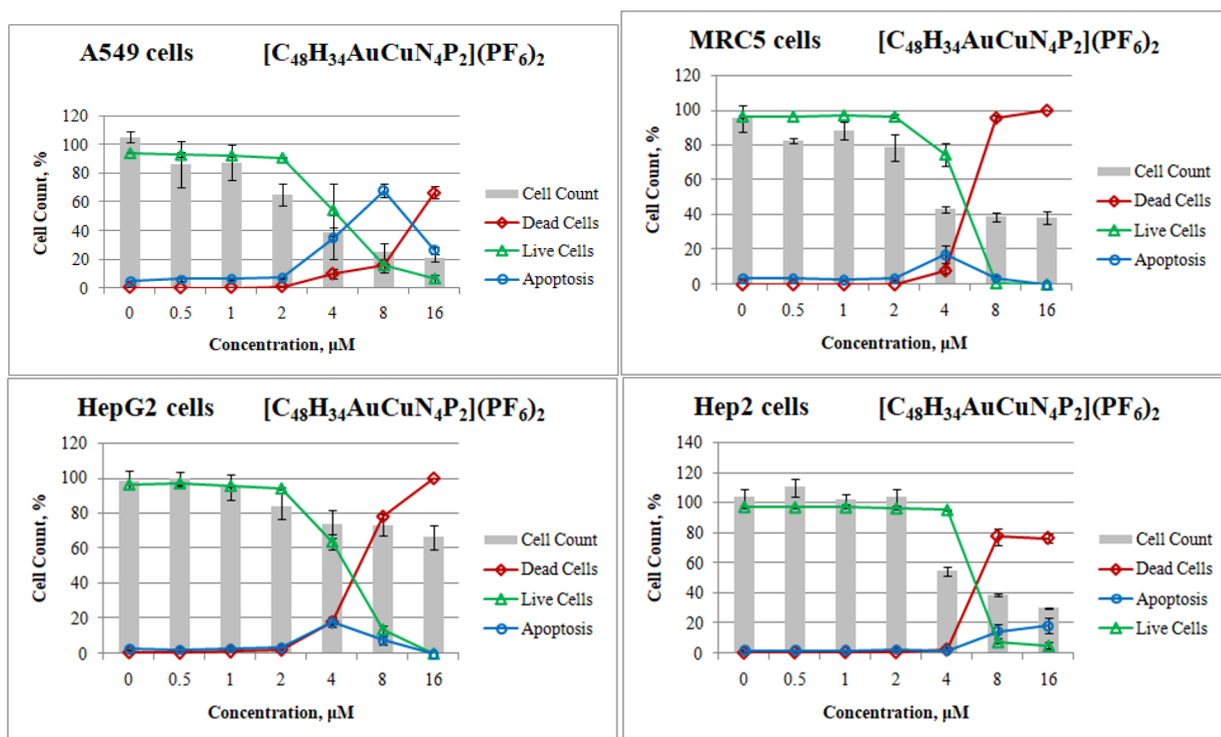 A549 cells [C₄₈H₃₄AuCuN₄P₂](PF₆)₂
120
100
80
60
40
20
0
Cell Count, %
0 0.5 1 2 4 8 16
Concentration, µM
Cell Count
Dead Cells
Live Cells
Apoptosis
MRC5 cells [C₄₈H₃₄AuCuN₄P₂](PF₆)₂
120
100
80
60
40
20
0
Cell Count, %
0 0.5 1 2 4 8 16
Concentration, µM
Cell Count
Dead Cells
Live Cells
Apoptosis
HepG2 cells [C₄₈H₃₄AuCuN₄P₂](PF₆)₂
120
100
80
60
40
20
0
Cell Count, %
0 0.5 1 2 4 8 16
Concentration, µM
Cell Count
Dead Cells
Live Cells
Apoptosis
Hep2 cells [C₄₈H₃₄AuCuN₄P₂](PF₆)₂
140
120
100
80
60
40
20
0
Cell Count, %
0 0.5 1 2 4 8 16
Concentration, µM
Cell Count
Dead Cells
Apoptosis
Live Cells